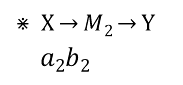 ※ X → M₂ → Y
a₂b₂